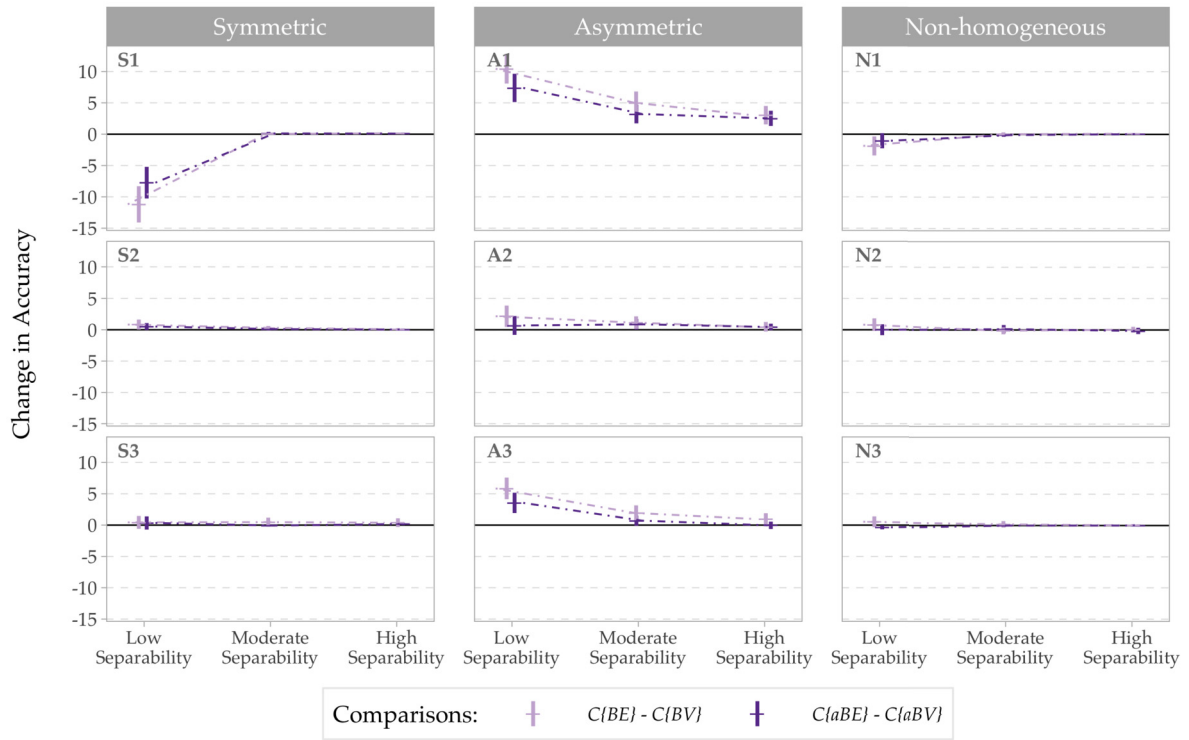 Symmetric
Asymmetric
Non-homogeneous
Change in Accuracy
S1
A1
N1
10
5
0
-5
-10
-15
S2
A2
N2
10
5
0
-5
-10
-15
S3
A3
N3
10
5
0
-5
-10
-15
Low Separability
Moderate Separability
High Separability
Low Separability
Moderate Separability
High Separability
Low Separability
Moderate Separability
High Separability
Comparisons: C{BE} - C{BV} C{aBE} - C{aBV}